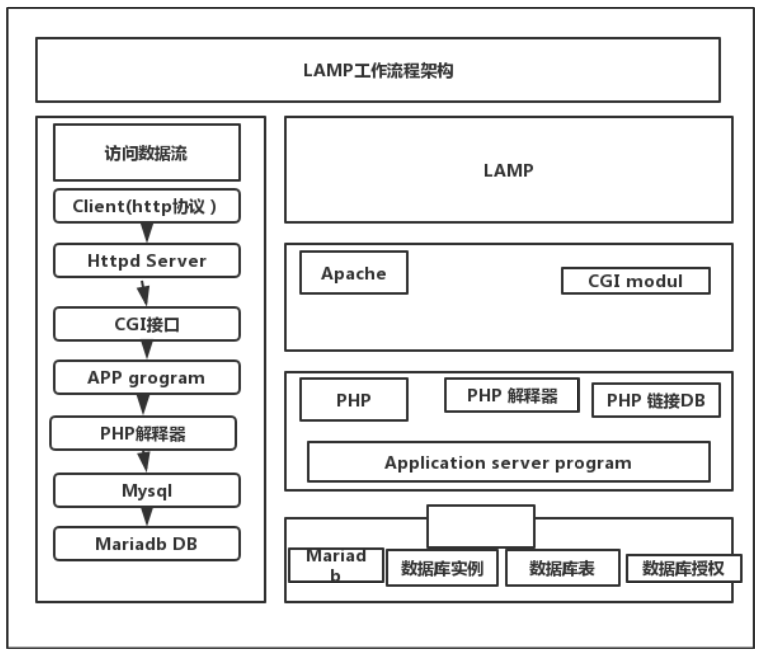 LAMP工作流程架构
访问数据流
Client(http协议 )
Httpd Server
CGI接口
APP grogram
PHP解释器
Mysql
Mariadb DB
LAMP
Apache
CGI modul
PHP
PHP 解释器
PHP 链接DB
Application server program
Mariad
b
数据库实例
数据库表
数据库授权